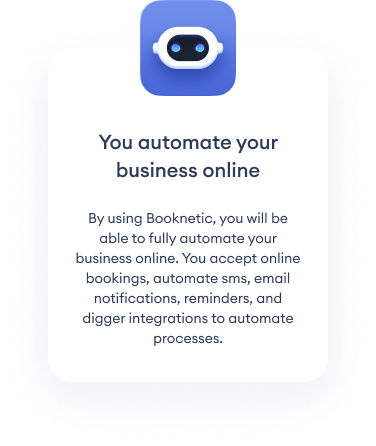 You automate your
business online
By using Booknetic, you will be
able to fully automate your
business online. You accept online
bookings, automate sms, email
notifications, reminders, and
digger integrations to automate
processes.